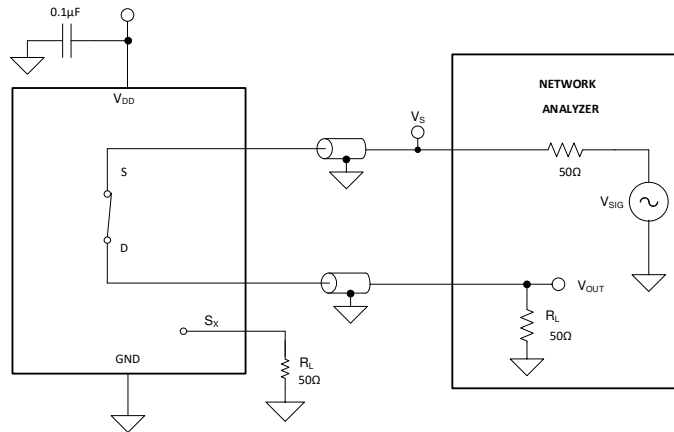 0.1µF
VDD
NETWORK
ANALYZER
VS
S
50Ω
VSIG
D
VOUT
SX
RL
50Ω
GND
RL
50Ω